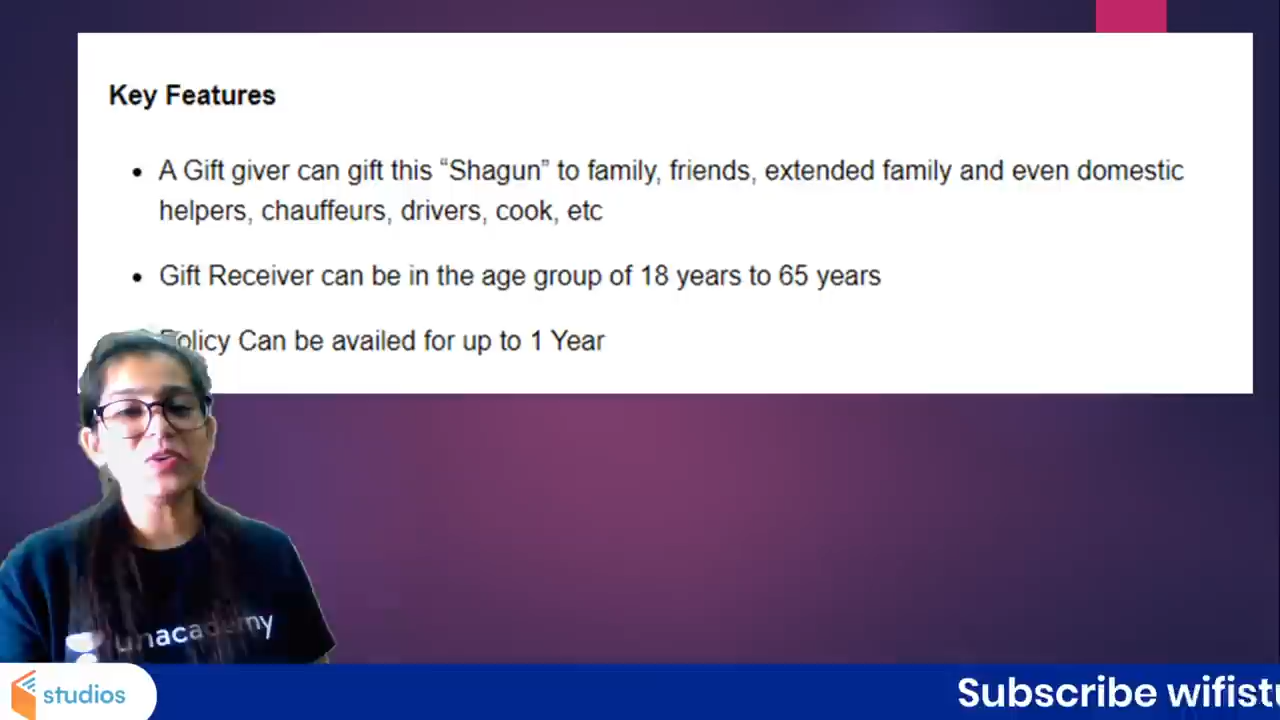 Key Features
• A Gift giver can gift this “Shagun” to family, friends, extended family and even domestic
helpers, chauffeurs, drivers, cook, etc
• Gift Receiver can be in the age group of 18 years to 65 years
Policy Can be availed for up to 1 Year
unacademy
studios
Subscribe wifistu